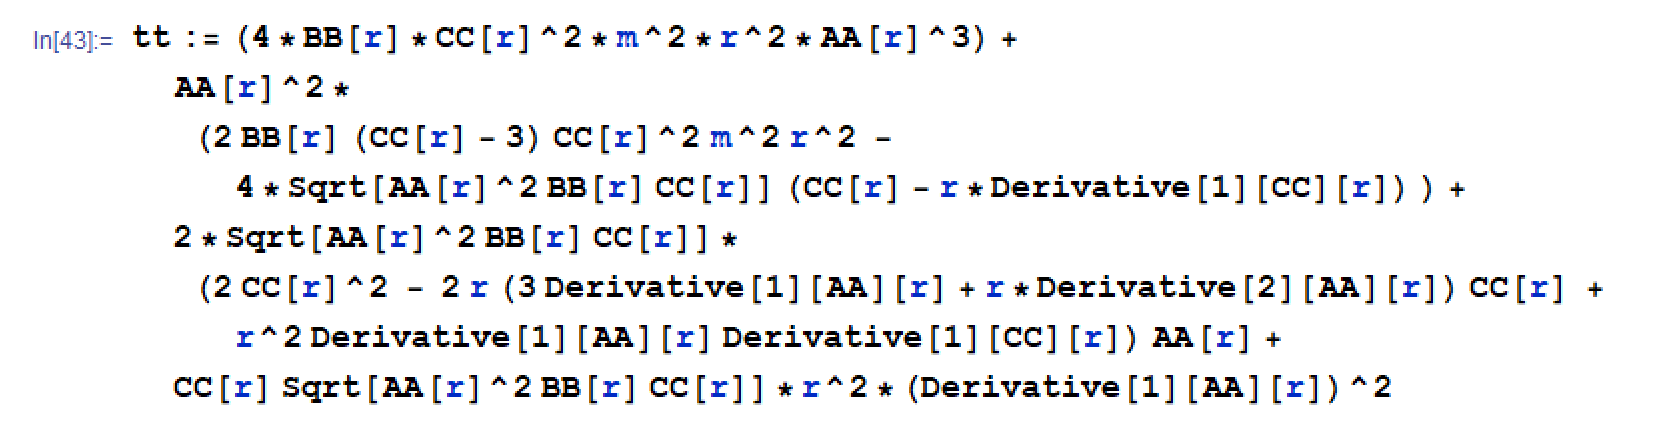 In[43]:= tt := (4 * BB[r] * CC[r] ^ 2 * m ^ 2 * r ^ 2 * AA[r] ^ 3) +
AA[r] ^ 2 *
(2 BB[r] (CC[r] - 3) CC[r] ^ 2 m ^ 2 r ^ 2 -
4 * Sqrt[AA[r] ^ 2 BB[r] CC[r]] (CC[r] - r * Derivative[1][CC][r]) ) +
2 * Sqrt[AA[r] ^ 2 BB[r] CC[r]] *
(2 CC[r] ^ 2 - 2 r (3 Derivative[1][AA][r] + r * Derivative[2][AA][r]) CC[r] +
r ^ 2 Derivative[1][AA][r] Derivative[1][CC][r]) AA[r] +
CC[r] Sqrt[AA[r] ^ 2 BB[r] CC[r]] * r ^ 2 * (Derivative[1][AA][r]) ^ 2